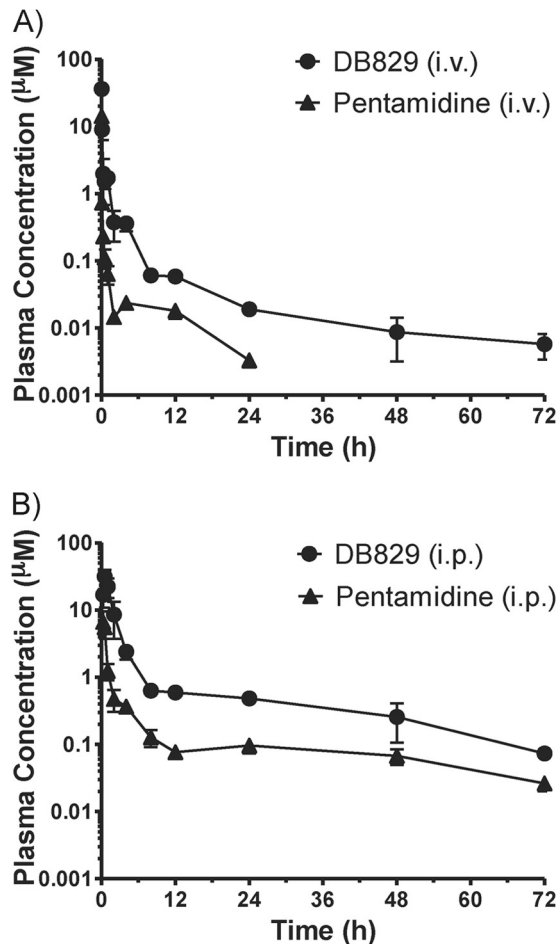 A)
Plasma Concentration (µM)
100
10
1
0.1
0.01
0.001
DB829 (i.v.)
Pentamidine (i.v.)
0 12 24 36 48 60 72
Time (h)
B)
Plasma Concentration (µM)
100
10
1
0.1
0.01
0.001
DB829 (i.p.)
Pentamidine (i.p.)
0 12 24 36 48 60 72
Time (h)